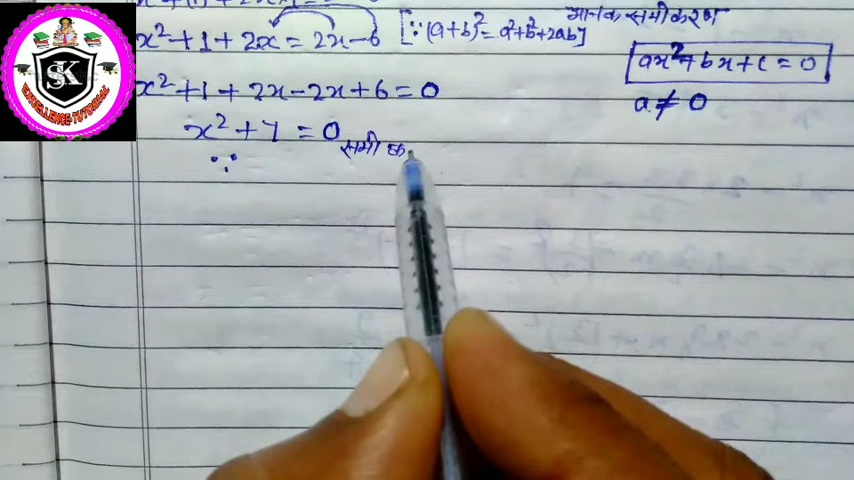 SK
EXCELLENCE TUTORIAL
मानक समीकरण
x² + 1 + 2x = 2x - 6 [∵ (a+b)² = a² + b² + 2ab]
ax² + bx + c = 0
x² + 1 + 2x - 2x + 6 = 0
a ≠ 0
x² + 7 = 0
∵ समीक